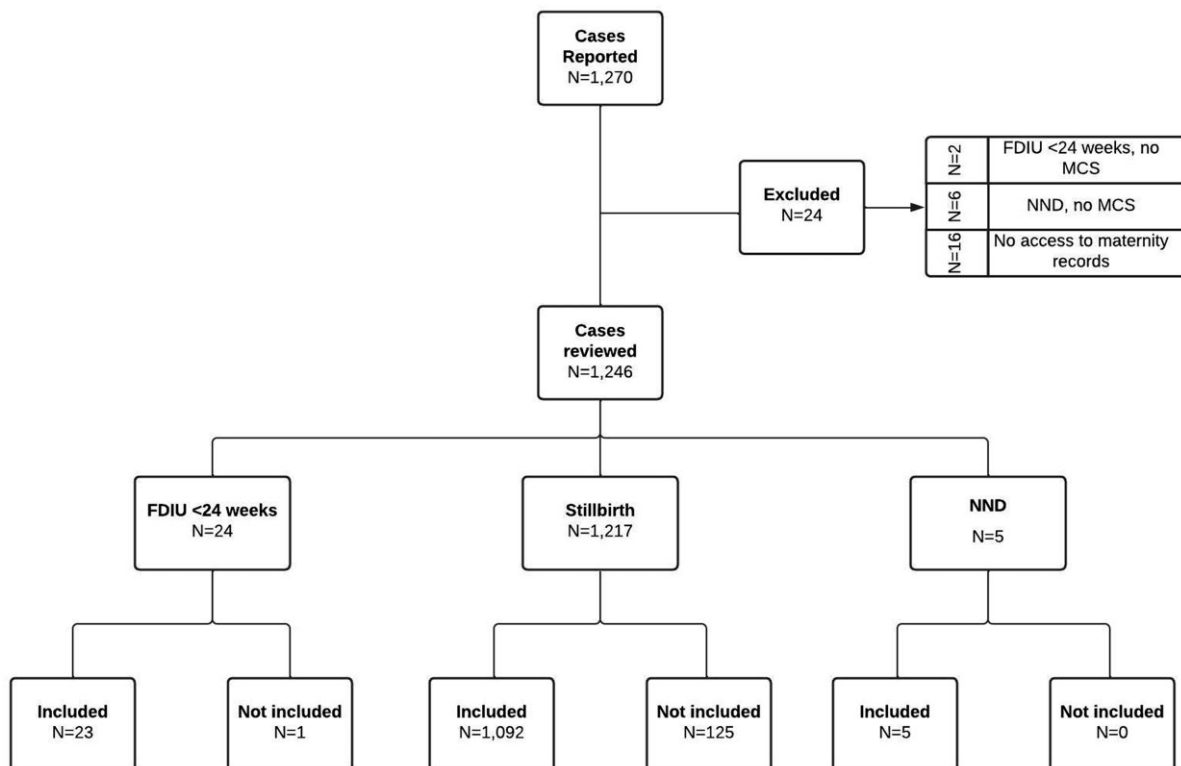 Cases
Reported
N=1,270
Excluded
N=24
N=2
FDIU <24 weeks, no
MCS
N=6
NND, no MCS
N=16
No access to maternity
records
Cases
reviewed
N=1,246
FDIU <24 weeks
N=24
Stillbirth
N=1,217
NND
N=5
Included
N=23
Not included
N=1
Included
N=1,092
Not included
N=125
Included
N=5
Not included
N=0